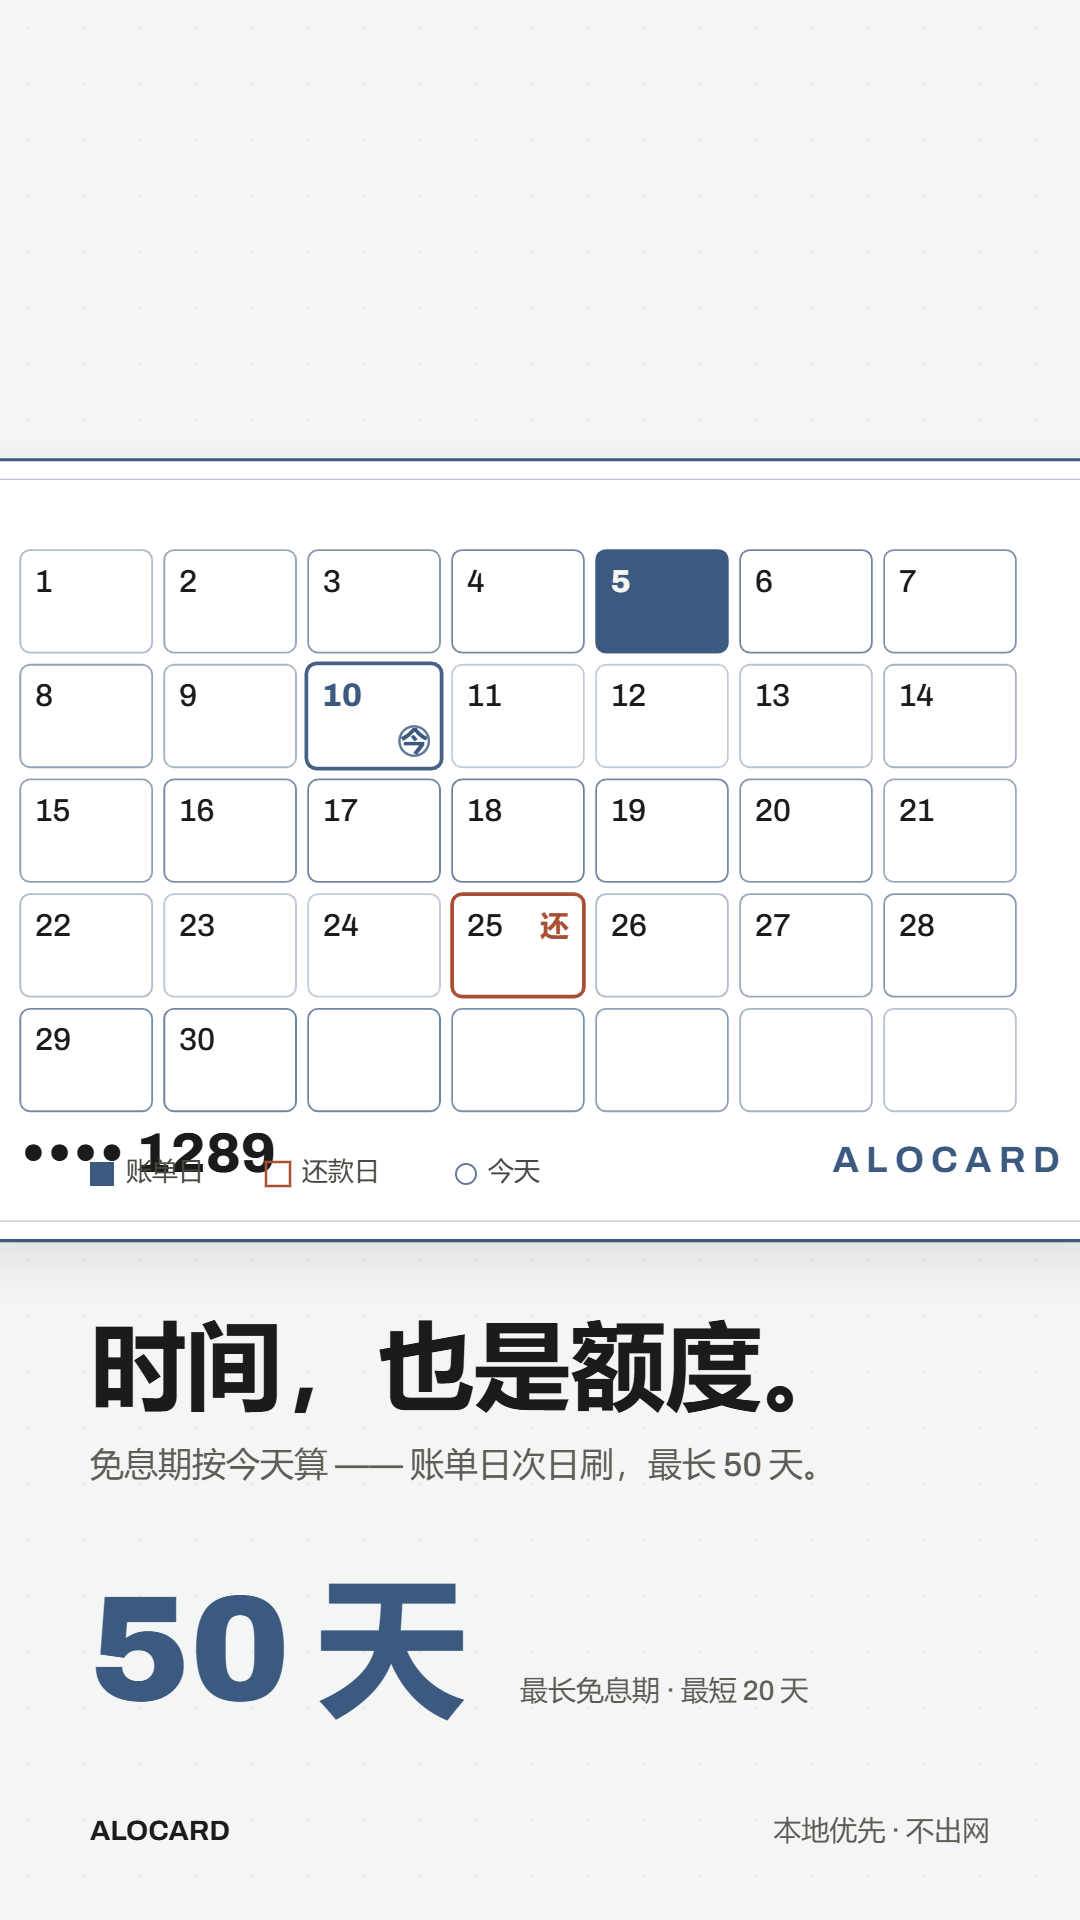 1 2 3 4 5 6 7
8 9 10 11 12 13 14
今
15 16 17 18 19 20 21
22 23 24 25 还 26 27 28
29 30
•••• 1289
账单日 还款日 今天
ALOCARD
时间，也是额度。
免息期按今天算 —— 账单日次日刷，最长 50 天。
50 天
最长免息期 · 最短 20 天
ALOCARD
本地优先 · 不出网